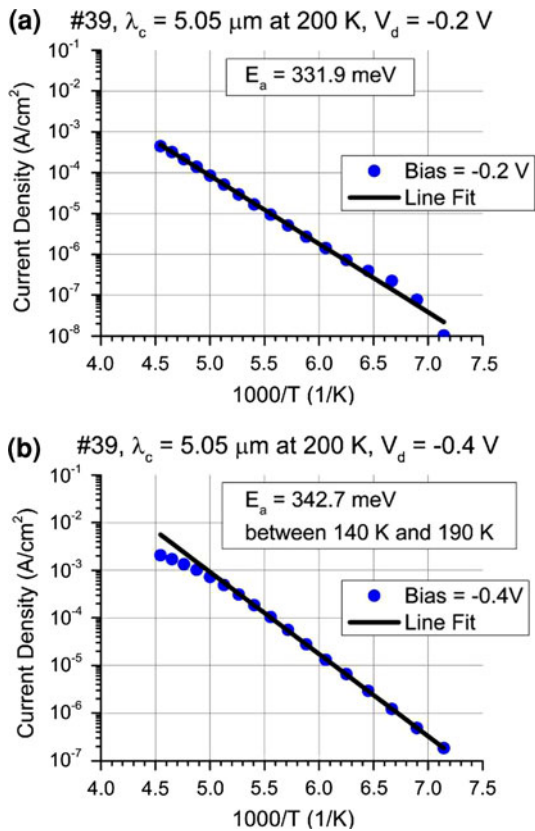 (a) #39, λc = 5.05 μm at 200 K, Vd = -0.2 V
Ea = 331.9 meV
Bias = -0.2 V
Line Fit
Current Density (A/cm²)
10⁻¹
10⁻²
10⁻³
10⁻⁴
10⁻⁵
10⁻⁶
10⁻⁷
10⁻⁸
4.0 4.5 5.0 5.5 6.0 6.5 7.0 7.5
1000/T (1/K)
(b) #39, λc = 5.05 μm at 200 K, Vd = -0.4 V
Ea = 342.7 meV
between 140 K and 190 K
Bias = -0.4V
Line Fit
Current Density (A/cm²)
10⁻¹
10⁻²
10⁻³
10⁻⁴
10⁻⁵
10⁻⁶
10⁻⁷
4.0 4.5 5.0 5.5 6.0 6.5 7.0 7.5
1000/T (1/K)